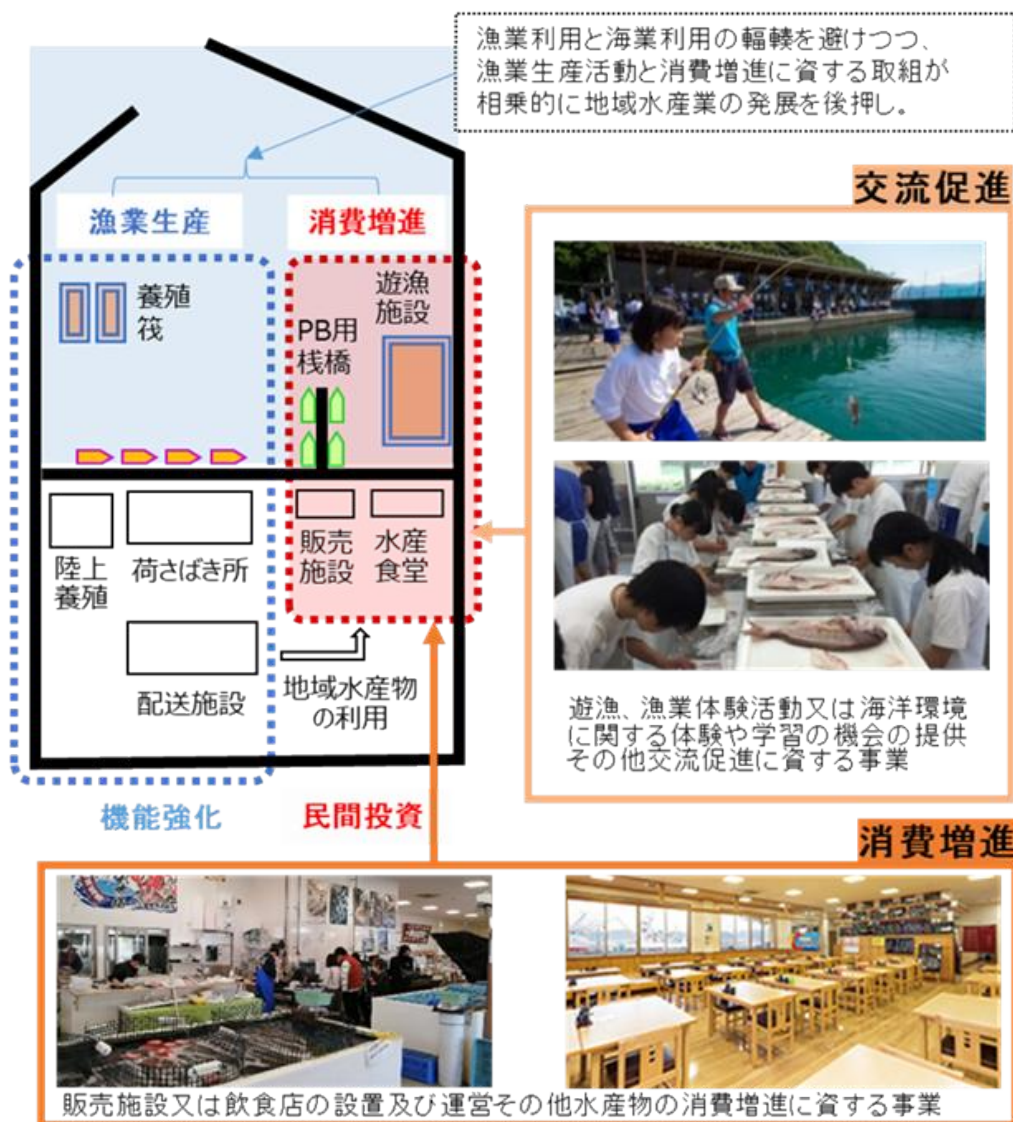 漁業利用と海業利用の輻輳を避けつつ、
漁業生産活動と消費増進に資する取組が
相乗的に地域水産業の発展を後押し。
漁業生産
消費増進
養殖
筏
PB用
桟橋
遊漁
施設
陸上
養殖
荷さばき所
配送施設
販売
施設
水産
食堂
地域水産物
の利用
機能強化
民間投資
交流促進
遊漁、漁業体験活動又は海洋環境
に関する体験や学習の機会の提供
その他交流促進に資する事業
消費増進
販売施設又は飲食店の設置及び運営その他水産物の消費増進に資する事業